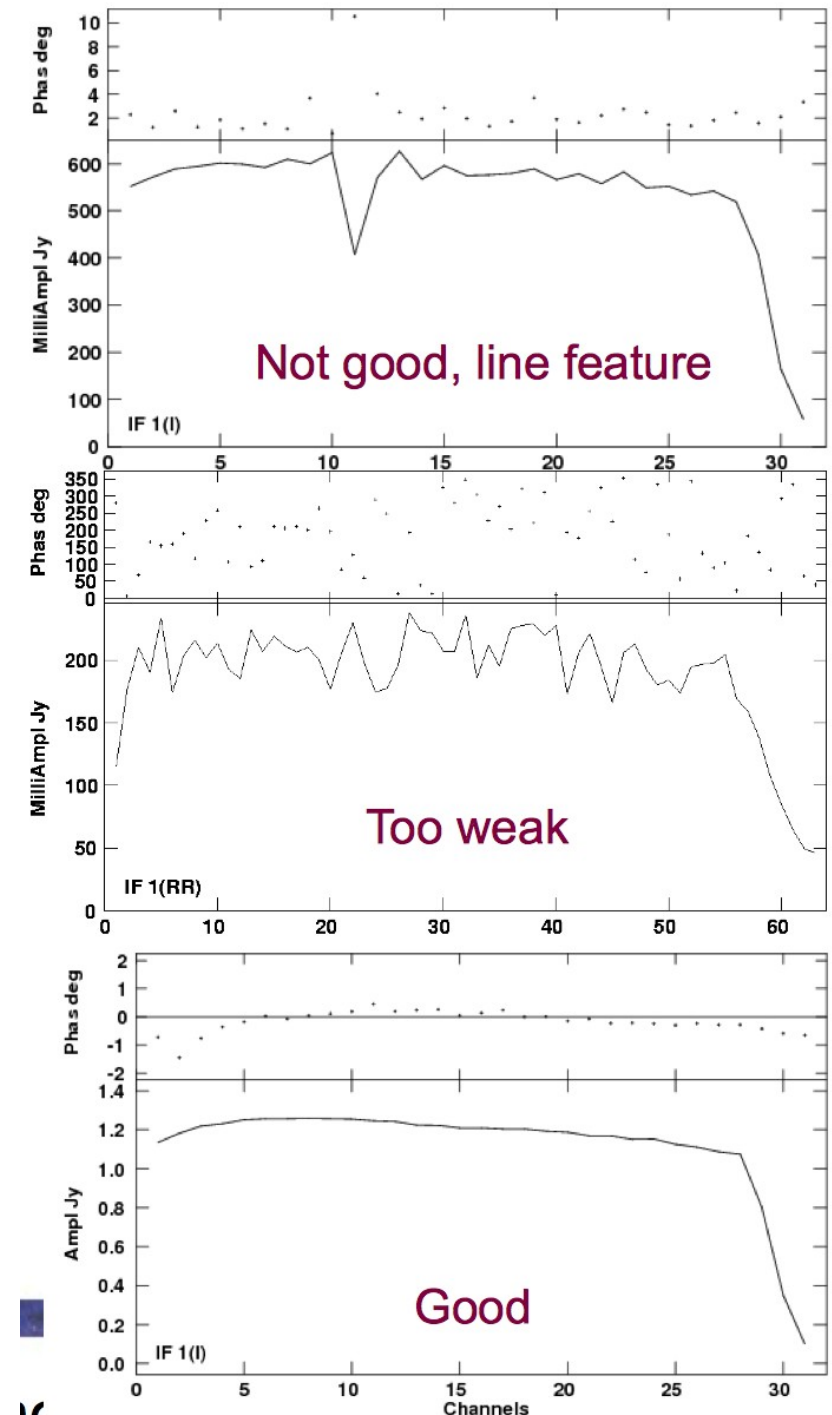 10
8
6
4
2
Phas deg
600
500
400
300
200
100
0
MilliAmpl Jy
Not good, line feature
IF 1(I)
0 5 10 15 20 25 30
350
300
250
200
150
100
50
0
Phas deg
200
150
100
50
0
MilliAmpl Jy
Too weak
IF 1(RR)
0 10 20 30 40 50 60
2
1
0
-1
-2
Phas deg
1.4
1.2
1.0
0.8
0.6
0.4
0.2
0.0
Ampl Jy
Good
IF 1(I)
0 5 10 15 20 25 30
Channels